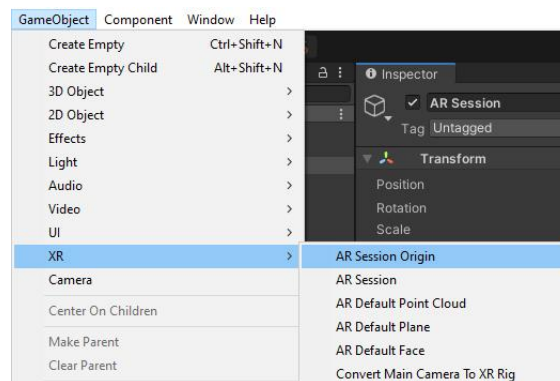 GameObject Component Window Help
Create Empty Ctrl+Shift+N
Create Empty Child Alt+Shift+N
3D Object
2D Object
Effects
Light
Audio
Video
UI
XR
Camera
Center On Children
Make Parent
Clear Parent
Inspector
AR Session
Tag Untagged
Transform
Position
Rotation
Scale
AR Session Origin
AR Session
AR Default Point Cloud
AR Default Plane
AR Default Face
Convert Main Camera To XR Rig